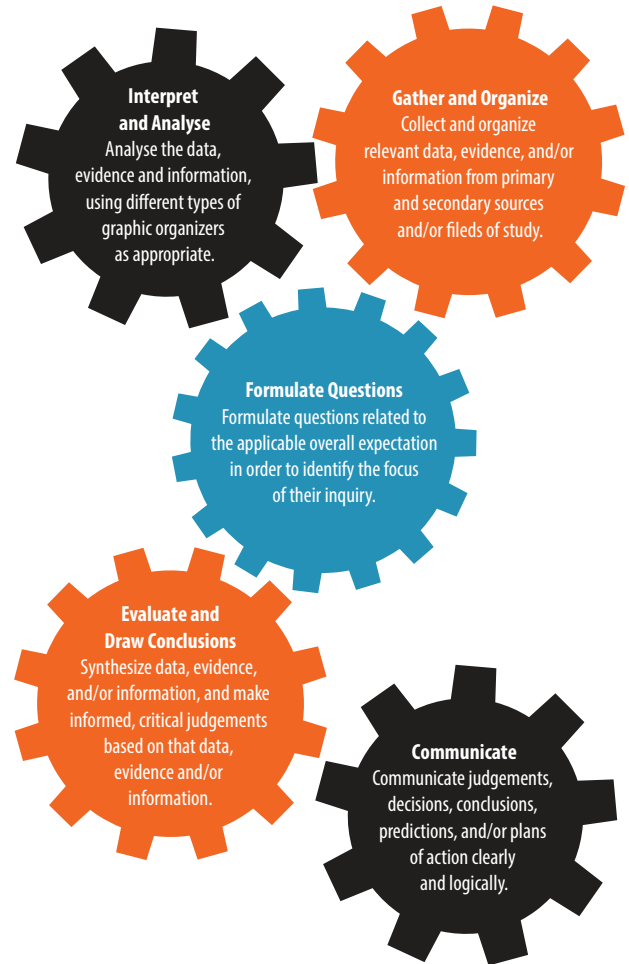 Interpret
and Analyse
Analyse the data,
evidence and information,
using different types of
graphic organizers
as appropriate.
Gather and Organize
Collect and organize
relevant data, evidence, and/or
information from primary
and secondary sources
and/or fileds of study.
Formulate Questions
Formulate questions related to
the applicable overall expectation
in order to identify the focus
of their inquiry.
Evaluate and
Draw Conclusions
Synthesize data, evidence,
and/or information, and make
informed, critical judgements
based on that data,
evidence and/or
information.
Communicate
Communicate judgements,
decisions, conclusions,
predictions, and/or plans
of action clearly
and logically.